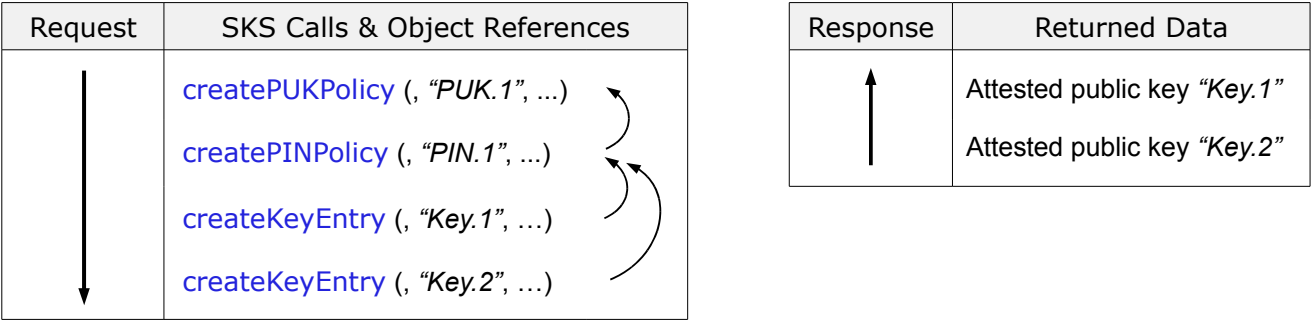 Request SKS Calls & Object References
createPUKPolicy (, “PUK.1”, ...)
createPINPolicy (, “PIN.1”, ...)
createKeyEntry (, “Key.1”, …)
createKeyEntry (, “Key.2”, …)
Response Returned Data
Attested public key “Key.1”
Attested public key “Key.2”